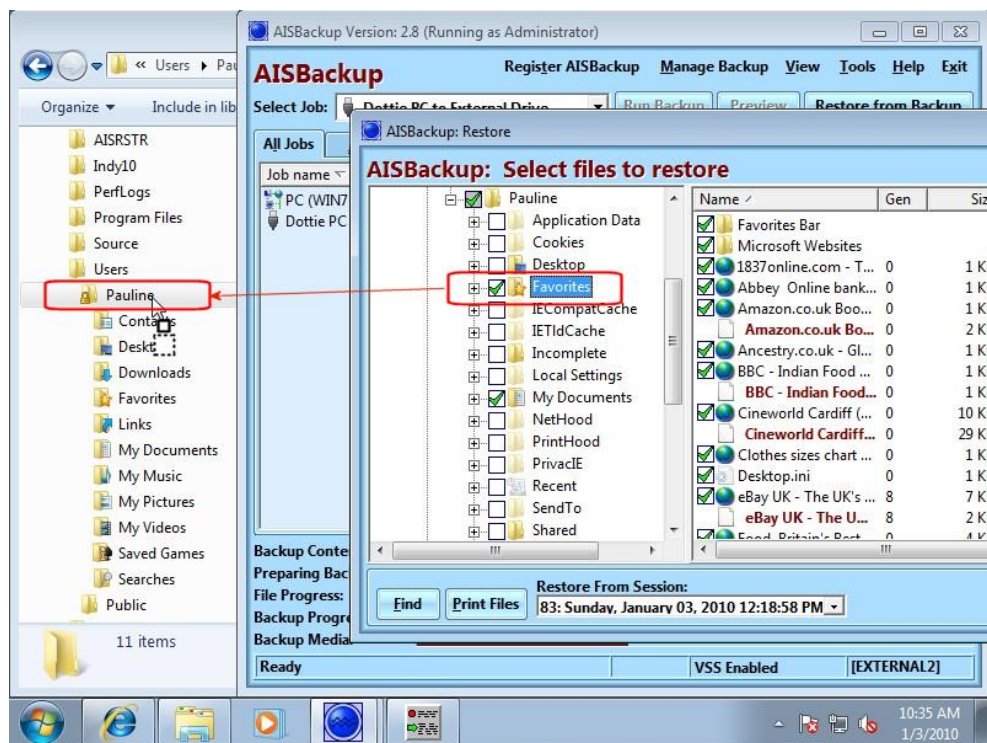 « Users ▸ Pau
Organize ▾ Include in lib
AISRSTR
Indy10
PerfLogs
Program Files
Source
Users
Pauline
Contacts
Deskt
Downloads
Favorites
Links
My Documents
My Music
My Pictures
My Videos
Saved Games
Searches
Public
11 items
AISBackup Version: 2.8 (Running as Administrator)
AISBackup
Register AISBackup Manage Backup View Tools Help Exit
Select Job: Dottie PC to External Drive Run Backup Preview Restore from Backup
All Jobs
Job name
PC (WIN7
Dottie PC
Backup Conte
Preparing Bac
File Progress:
Backup Progre
Backup Media:
Ready VSS Enabled [EXTERNAL2]
AISBackup: Restore
AISBackup: Select files to restore
Pauline
Application Data
Cookies
Desktop
Favorites
IECompatCache
IETldCache
Incomplete
Local Settings
My Documents
NetHood
PrintHood
PrivacIE
Recent
SendTo
Shared
Name Gen Siz
Favorites Bar
Microsoft Websites
1837online.com - T... 0 1 K
Abbey Online bank... 0 1 K
Amazon.co.uk Boo... 0 1 K
Amazon.co.uk Bo... 0 2 K
Ancestry.co.uk - Gl... 0 1 K
BBC - Indian Food ... 0 1 K
BBC - Indian Food... 0 1 K
Cineworld Cardiff (... 0 10 K
Cineworld Cardiff... 0 29 K
Clothes sizes chart ... 0 1 K
Desktop.ini 0 1 K
eBay UK - The UK's ... 8 7 K
eBay UK - The U... 8 2 K
Food Britain's Best 0 4 K
Find Print Files
Restore From Session:
83: Sunday, January 03, 2010 12:18:58 PM
10:35 AM
1/3/2010